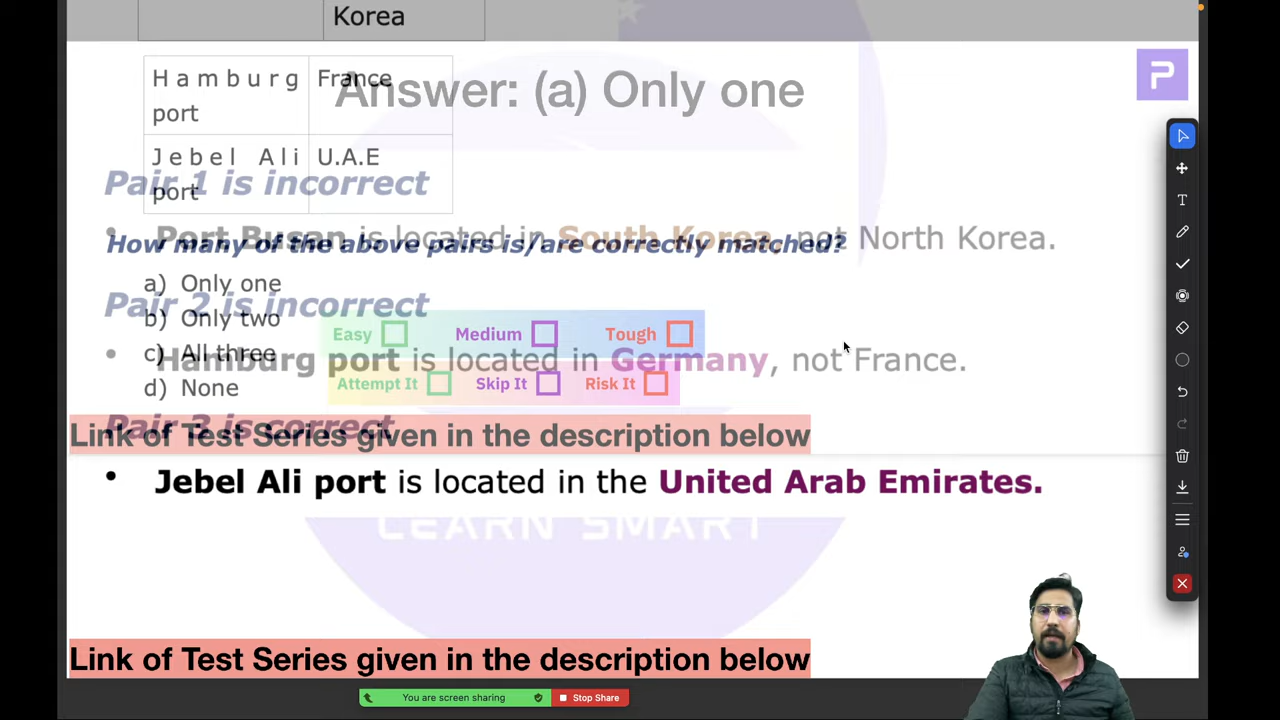 Korea
Hamburg port
France
Answer: (a) Only one
Jebel Ali port
U.A.E
Pair 1 is incorrect
• Port Busan is located in South Korea, not North Korea.
How many of the above pairs is/are correctly matched?
a) Only one
Pair 2 is incorrect
b) Only two
Easy Medium Tough
c) All three
• Hamburg port is located in Germany, not France.
Attempt It Skip It Risk It
d) None
Pair 3 is correct
Link of Test Series given in the description below
• Jebel Ali port is located in the United Arab Emirates.
LEARN SMART
Link of Test Series given in the description below
You are screen sharing
Stop Share